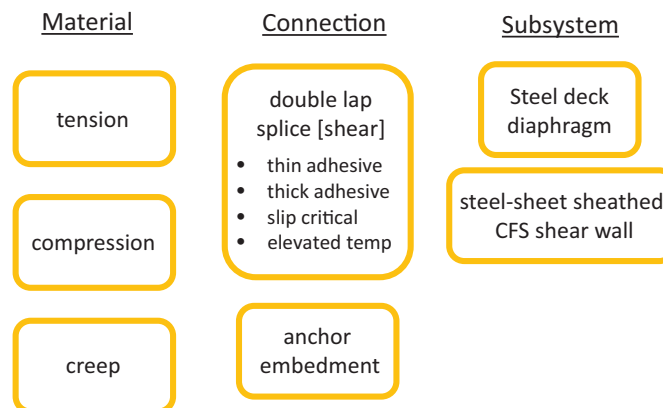 Material
tension
compression
creep
Connection
double lap
splice [shear]
• thin adhesive
• thick adhesive
• slip critical
• elevated temp
anchor
embedment
Subsystem
Steel deck
diaphragm
steel-sheet sheathed
CFS shear wall